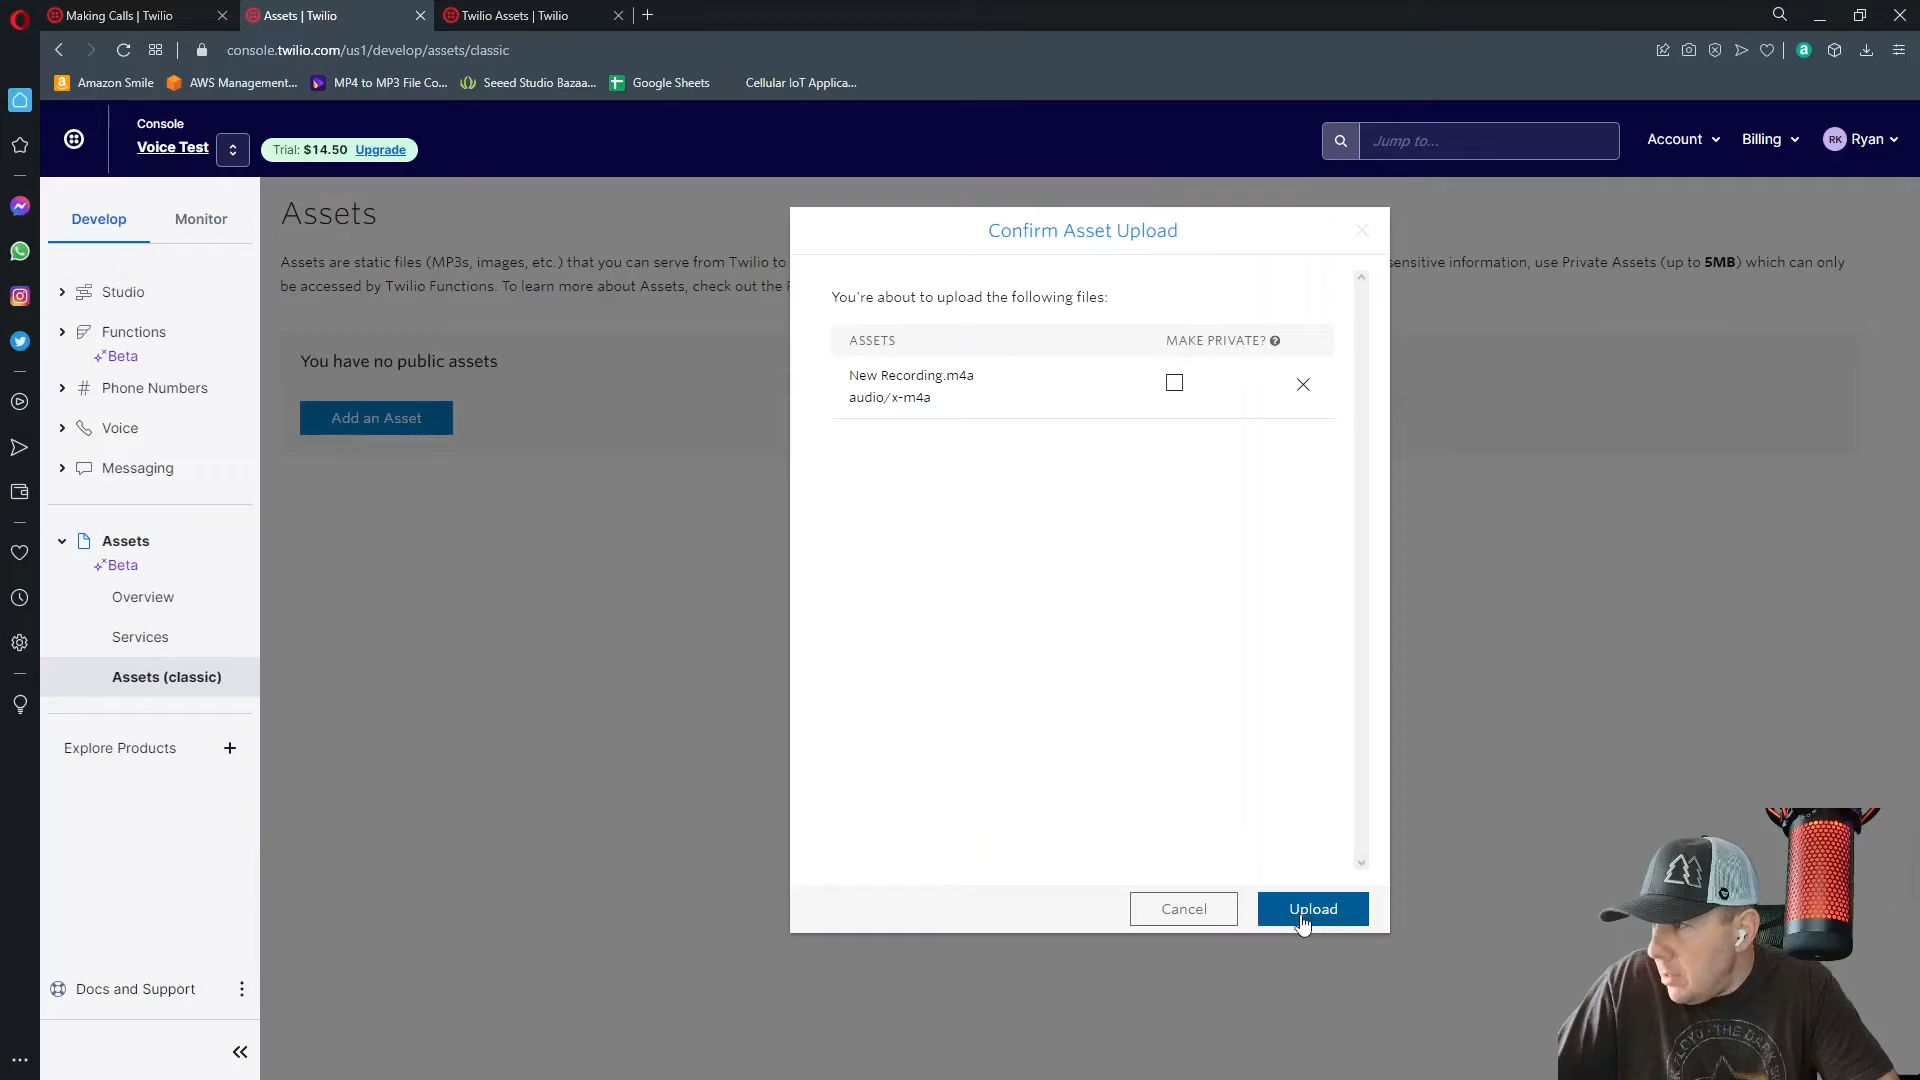 Making Calls | Twilio
Assets | Twilio
Twilio Assets | Twilio
console.twilio.com/us1/develop/assets/classic
Amazon Smile
AWS Management...
MP4 to MP3 File Co...
Seeed Studio Bazaa...
Google Sheets
Cellular IoT Applica...
Console
Voice Test
Trial: $14.50 Upgrade
Jump to...
Account
Billing
RK
Ryan
Develop
Monitor
Studio
Functions
Beta
Phone Numbers
Voice
Messaging
Assets
Beta
Overview
Services
Assets (classic)
Explore Products
Docs and Support
Assets
Assets are static files (MP3s, images, etc.) that you can serve from Twilio to
sensitive information, use Private Assets (up to 5MB) which can only
be accessed by Twilio Functions. To learn more about Assets, check out the
You have no public assets
Add an Asset
Confirm Asset Upload
You're about to upload the following files:
ASSETS
MAKE PRIVATE?
New Recording.m4a
audio/x-m4a
Cancel
Upload